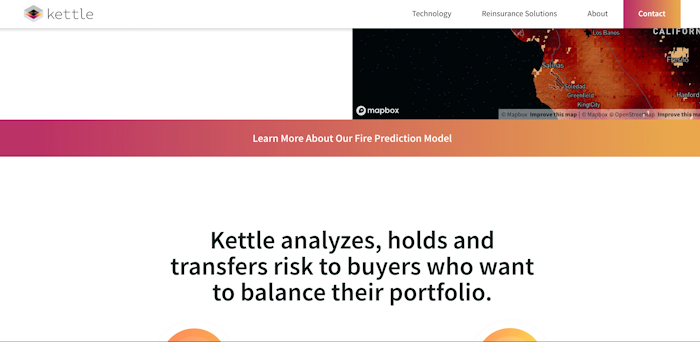 kettle
Technology Reinsurance Solutions About Contact
CALIFORN
Los Banos
Fresno
Salinas
Soledad
Greenfield
King City
Hanford
mapbox
© Mapbox Improve this map | © Mapbox © OpenStreetMap Improve this ma
Learn More About Our Fire Prediction Model
Kettle analyzes, holds and
transfers risk to buyers who want
to balance their portfolio.